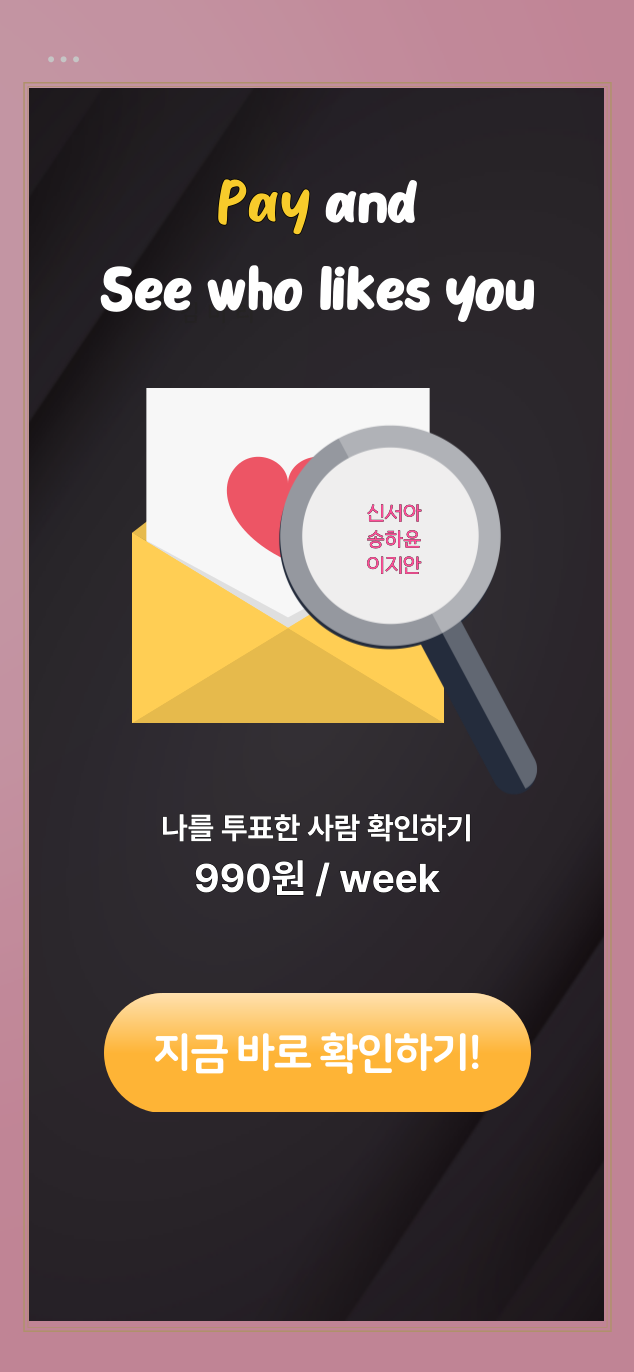 Pay and
See who likes you
신서아
송하윤
이지안
나를 투표한 사람 확인하기
990원 / week
지금 바로 확인하기!